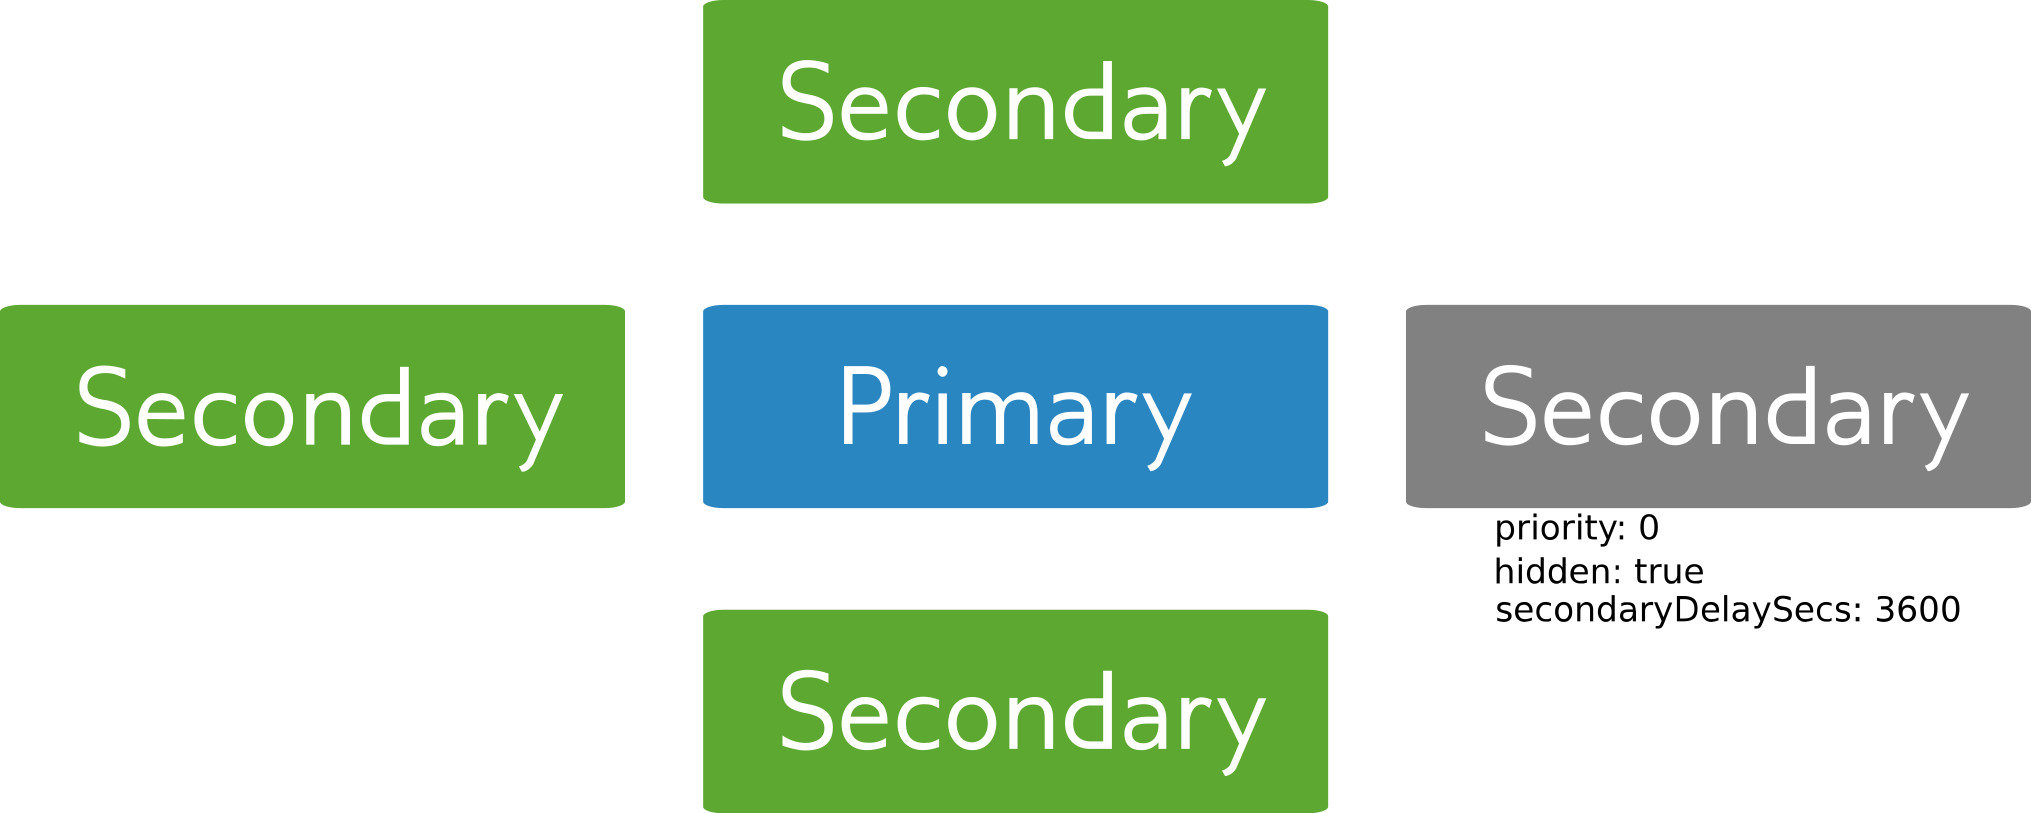 Secondary
Secondary
Primary
Secondary
priority: 0
hidden: true
secondaryDelaySecs: 3600
Secondary